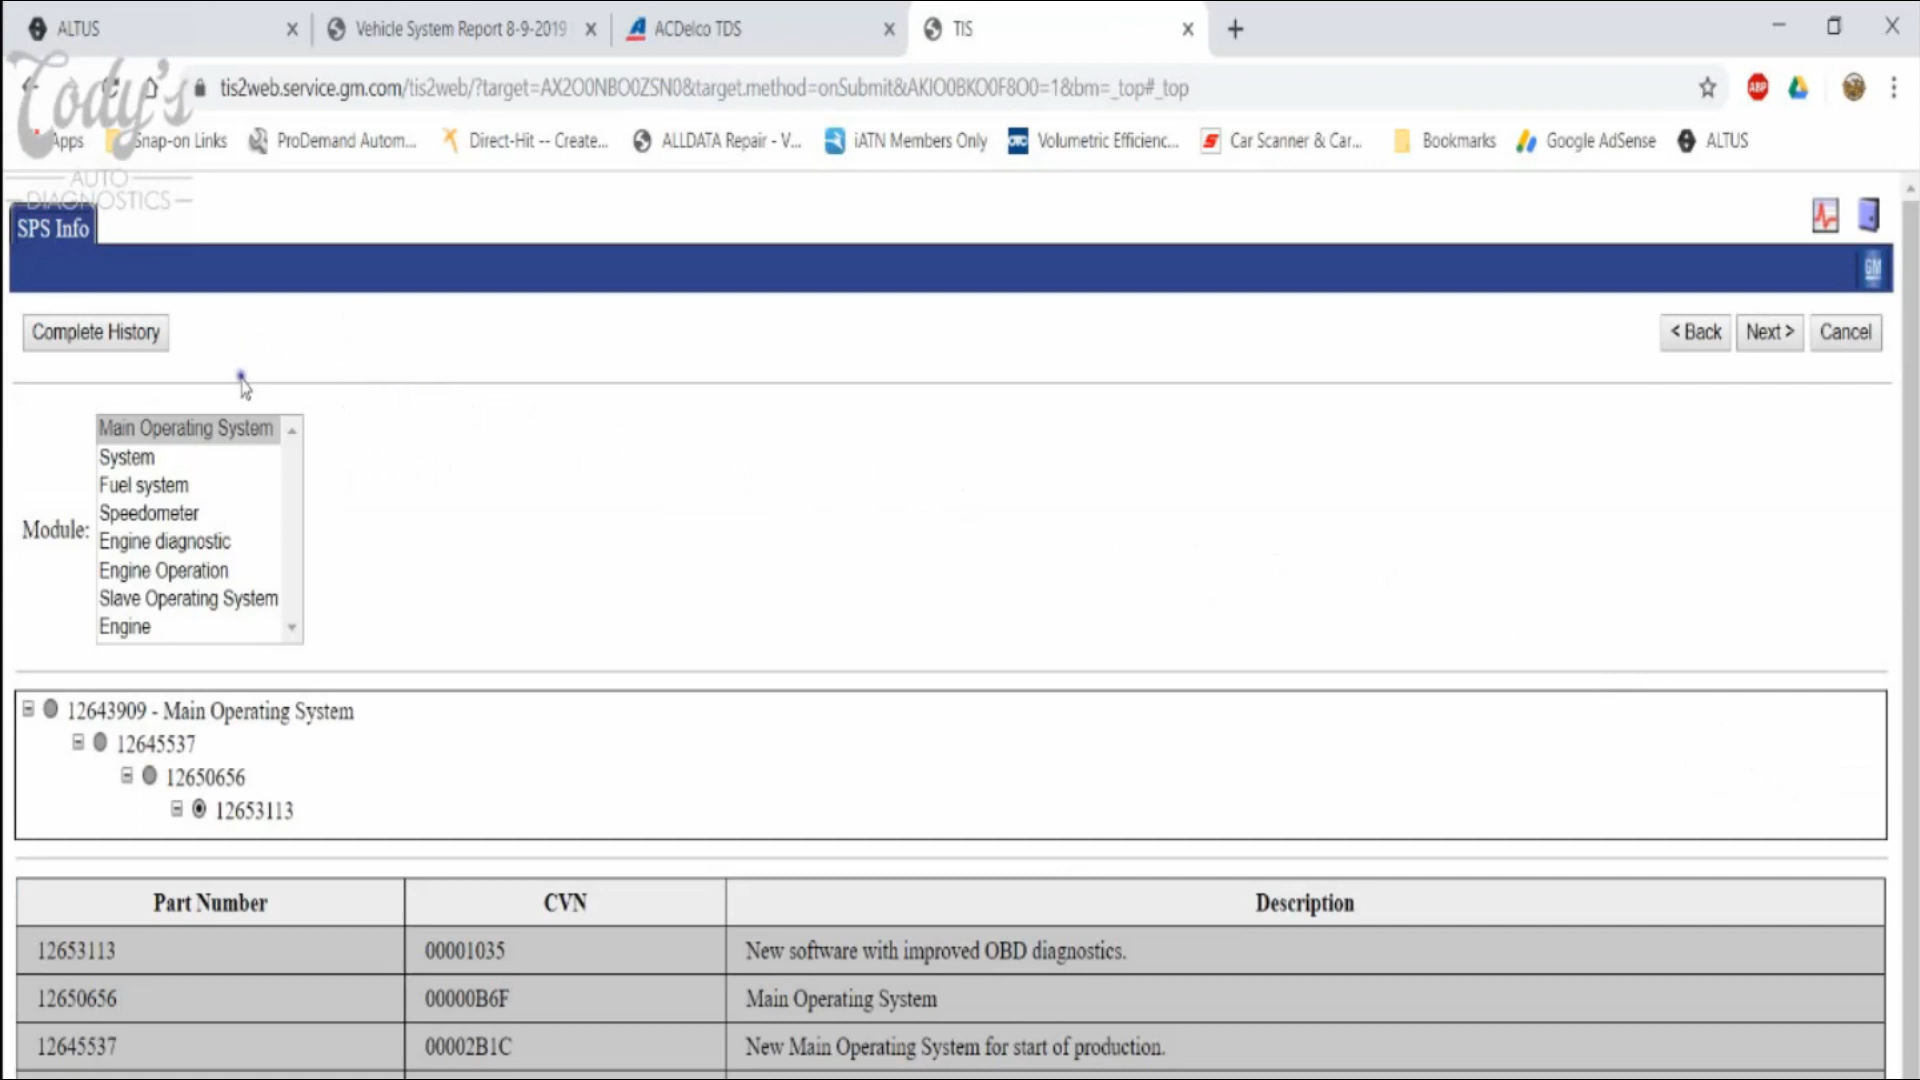 ALTUS
Vehicle System Report 8-9-2019
ACDelco TDS
TIS
tis2web.service.gm.com/tis2web/?target=AX2O0NBO0ZSN0&target.method=onSubmit&AKIO0BKO0F8O0=1&bm=_top#_top
ABP
Apps
Snap-on Links
ProDemand Autom...
Direct-Hit -- Create...
ALLDATA Repair - V...
iATN Members Only
OTC
Volumetric Efficienc...
Car Scanner & Car...
Bookmarks
Google AdSense
ALTUS
Cody's
AUTO
DIAGNOSTICS
SPS Info
GM
Complete History
< Back
Next >
Cancel
Module:
Main Operating System
System
Fuel system
Speedometer
Engine diagnostic
Engine Operation
Slave Operating System
Engine
12643909 - Main Operating System
12645537
12650656
12653113
Part Number CVN Description
12653113 00001035 New software with improved OBD diagnostics.
12650656 00000B6F Main Operating System
12645537 00002B1C New Main Operating System for start of production.